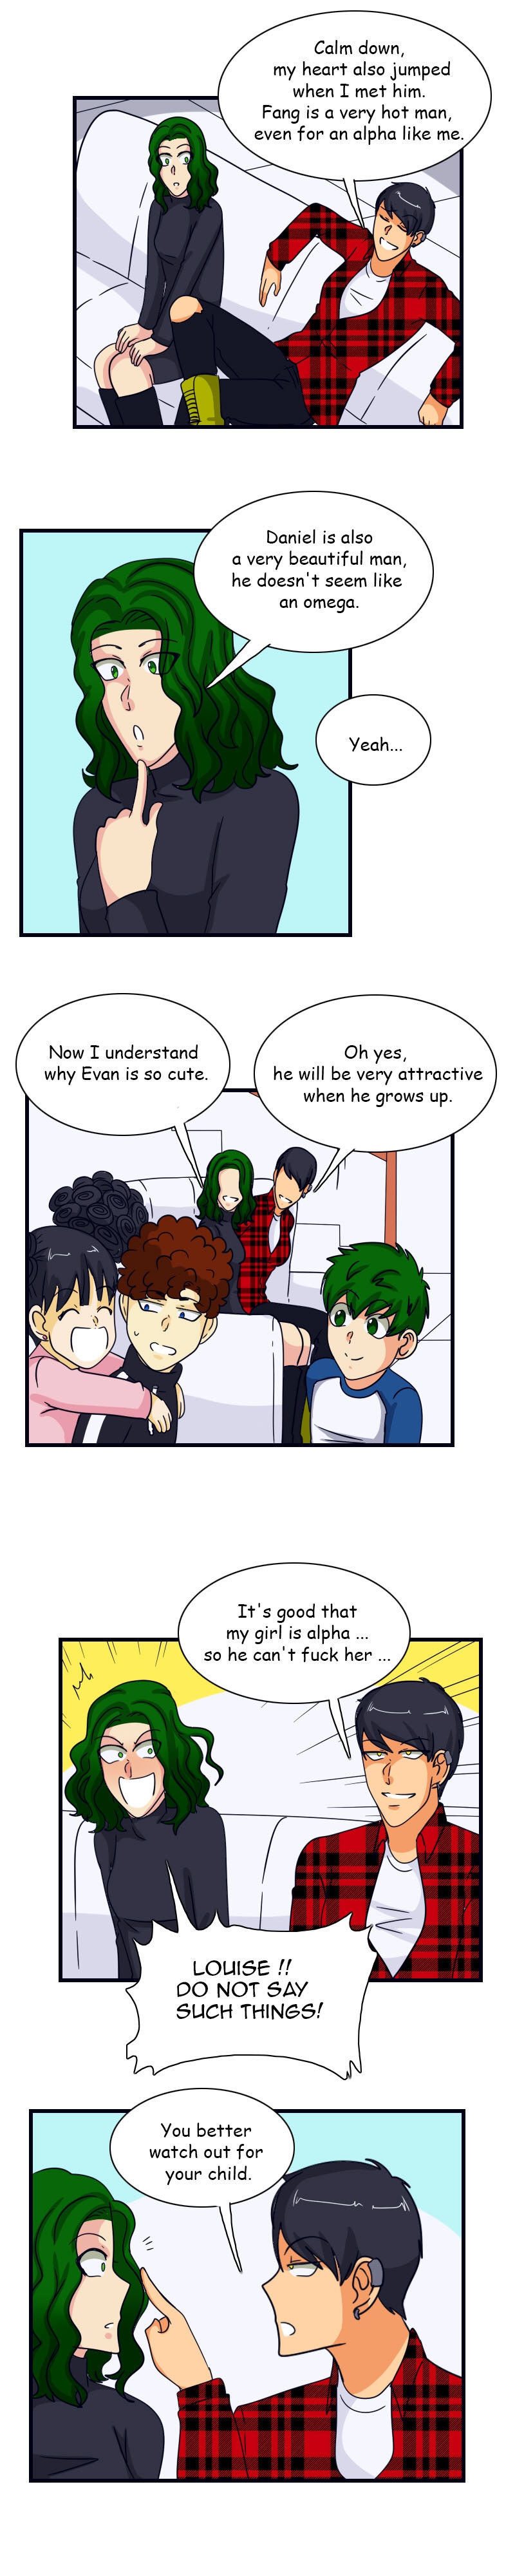 Calm down,
my heart also jumped
when I met him.
Fang is a very hot man,
even for an alpha like me.
Daniel is also
a very beautiful man,
he doesn't seem like
an omega.
Yeah...
Now I understand
why Evan is so cute.
Oh yes,
he will be very attractive
when he grows up.
It's good that
my girl is alpha ...
so he can't fuck her ...
LOUISE !!
DO NOT SAY
SUCH THINGS!
You better
watch out for
your child.